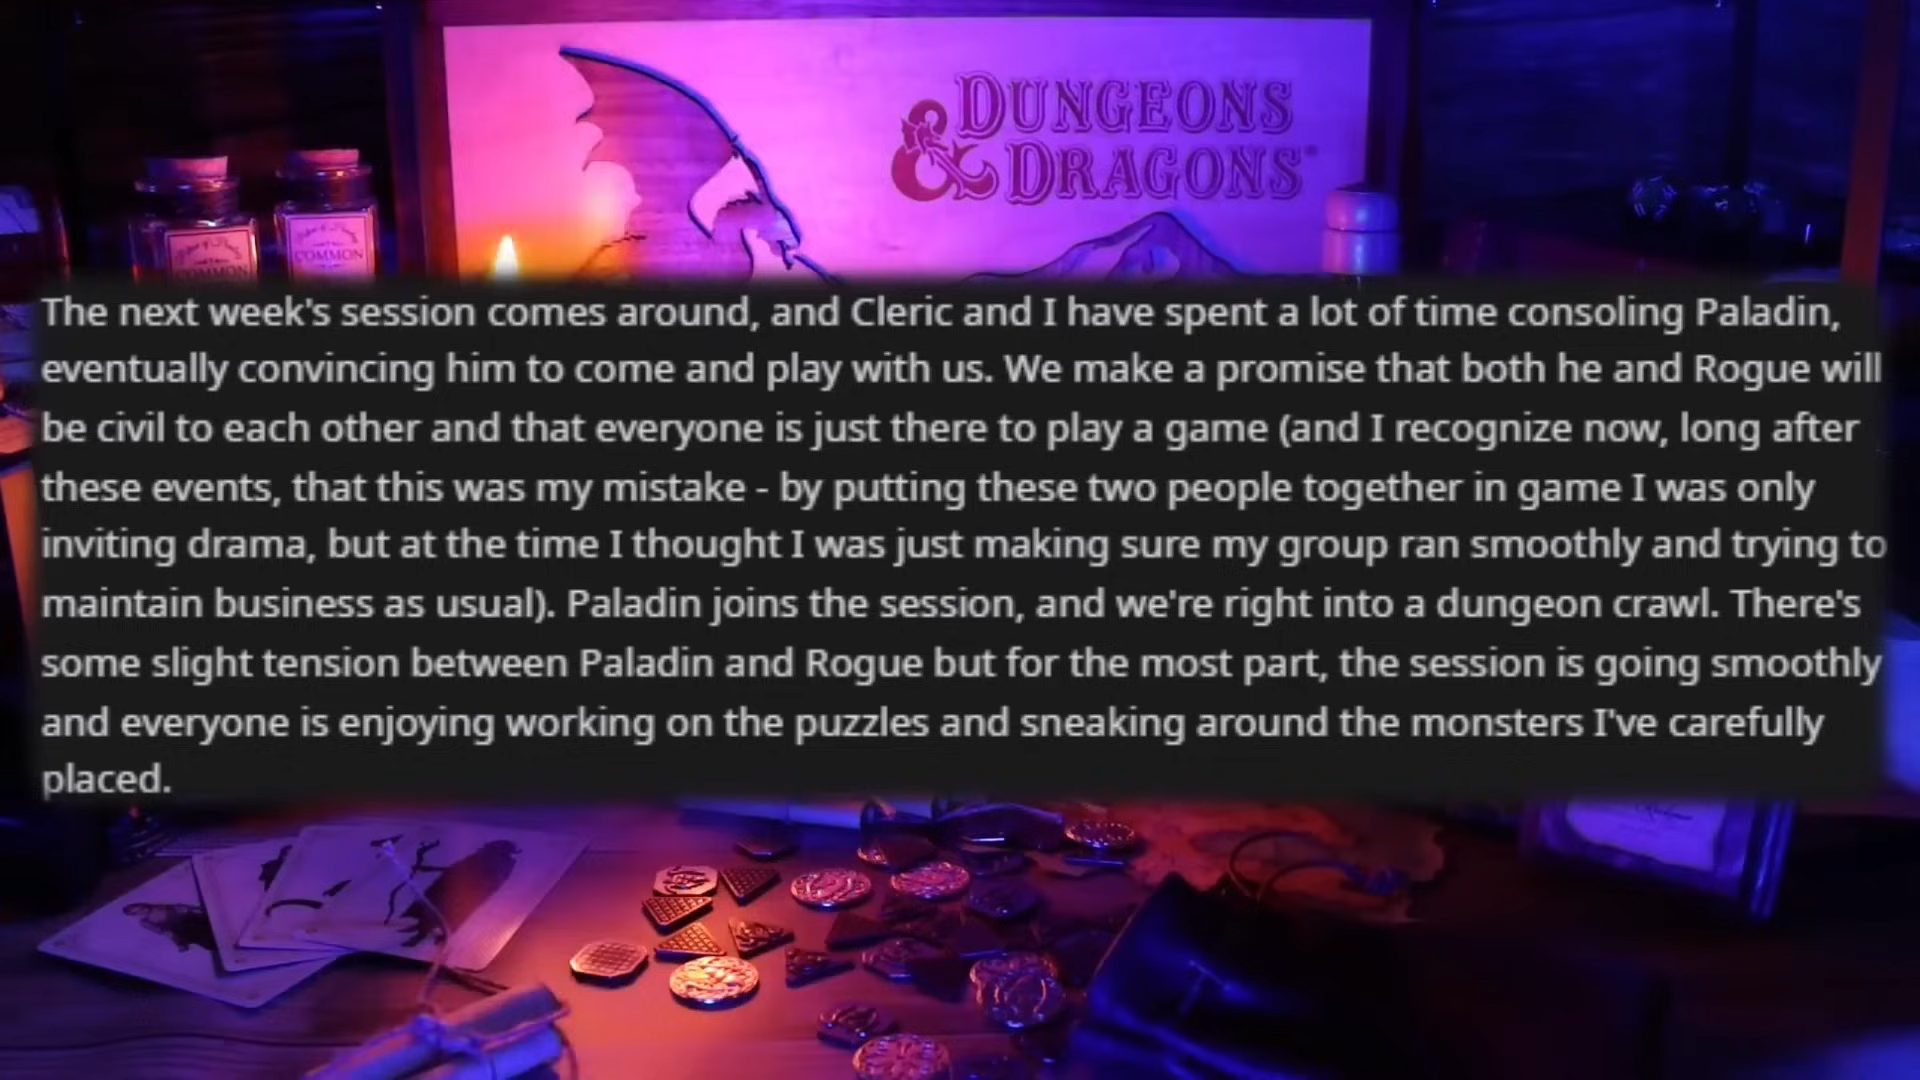 DUNGEONS
& DRAGONS
COMMON
COMMON
The next week's session comes around, and Cleric and I have spent a lot of time consoling Paladin,
eventually convincing him to come and play with us. We make a promise that both he and Rogue will
be civil to each other and that everyone is just there to play a game (and I recognize now, long after
these events, that this was my mistake - by putting these two people together in game I was only
inviting drama, but at the time I thought I was just making sure my group ran smoothly and trying to
maintain business as usual). Paladin joins the session, and we're right into a dungeon crawl. There's
some slight tension between Paladin and Rogue but for the most part, the session is going smoothly
and everyone is enjoying working on the puzzles and sneaking around the monsters I've carefully
placed.